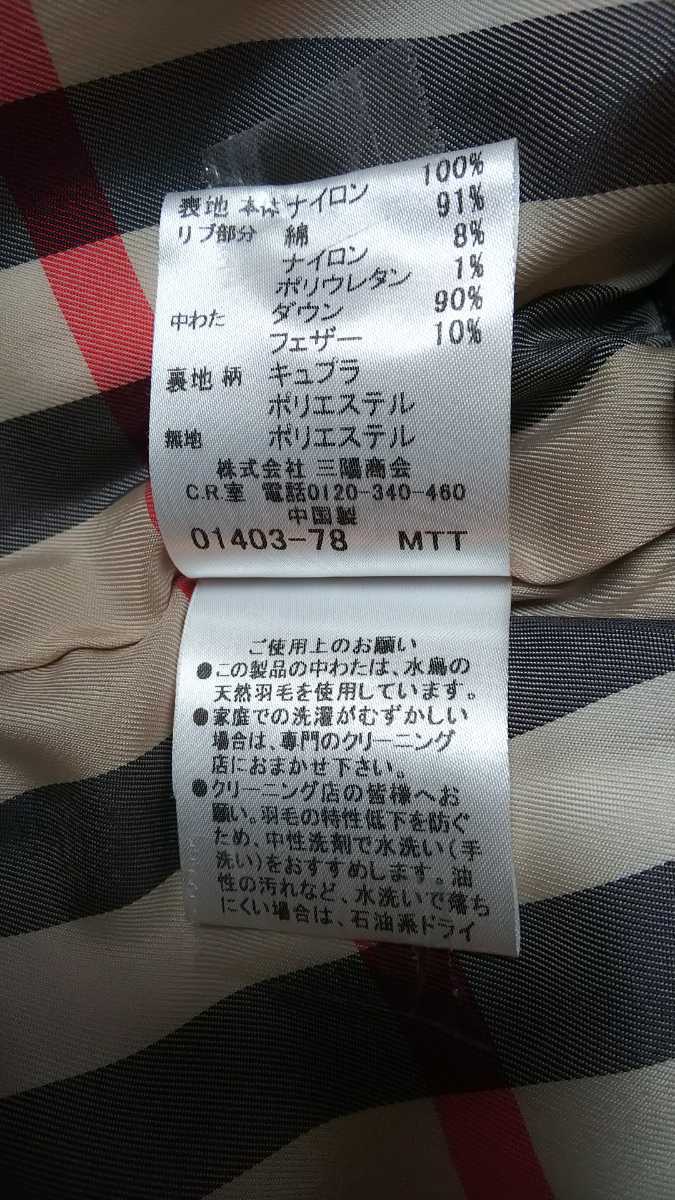 表地 本体 ナイロン 100%
リブ部分 綿 91%
ナイロン 8%
ポリウレタン 1%
中わた ダウン 90%
フェザー 10%
裏地 柄 キュプラ
ポリエステル
無地 ポリエステル
株式会社 三陽商会
C.R.室 電話0120-340-460
中国製
01403-78 MTT
ご使用上のお願い
●この製品の中わたは、水鳥の
天然羽毛を使用しています。
●家庭での洗濯がむずかしい
場合は、専門のクリーニング
店におまかせ下さい。
●クリーニング店の皆様へお
願い。羽毛の特性低下を防ぐ
ため、中性洗剤で水洗い(手
洗い)をおすすめします。油
性の汚れなど、水洗いで落ち
にくい場合は、石油系ドライ